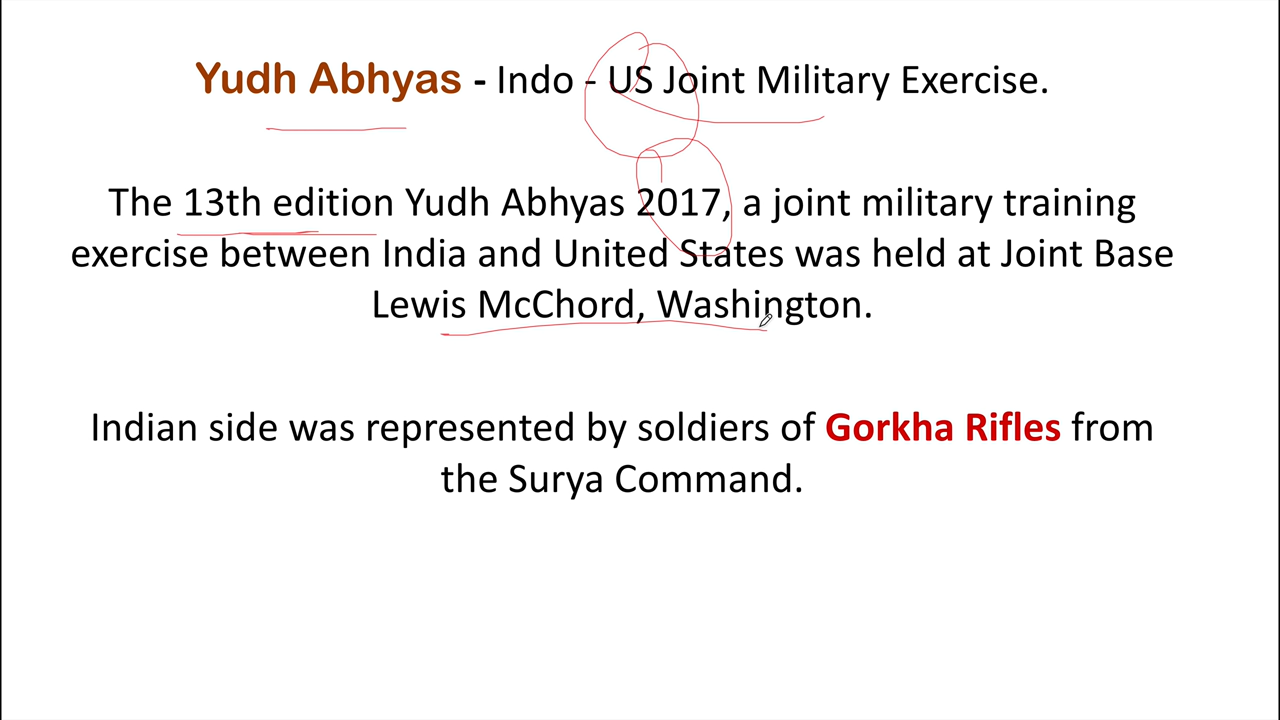 Yudh Abhyas - Indo - US Joint Military Exercise.
The 13th edition Yudh Abhyas 2017, a joint military training
exercise between India and United States was held at Joint Base
Lewis McChord, Washington.
Indian side was represented by soldiers of Gorkha Rifles from
the Surya Command.